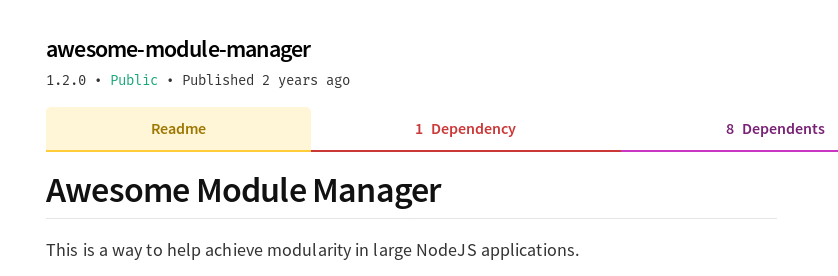 awesome-module-manager
1.2.0 • Public • Published 2 years ago
Readme
1 Dependency
8 Dependents
Awesome Module Manager
This is a way to help achieve modularity in large NodeJS applications.